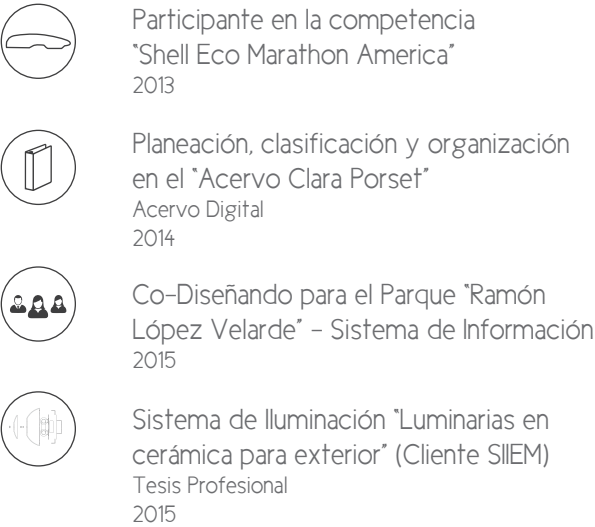 Participante en la competencia
"Shell Eco Marathon America"
2013
Planeación, clasificación y organización
en el "Acervo Clara Porset"
Acervo Digital
2014
Co-Diseñando para el Parque "Ramón
López Velarde" - Sistema de Información
2015
Sistema de Iluminación "Luminarias en
cerámica para exterior" (Cliente SIIEM)
Tesis Profesional
2015